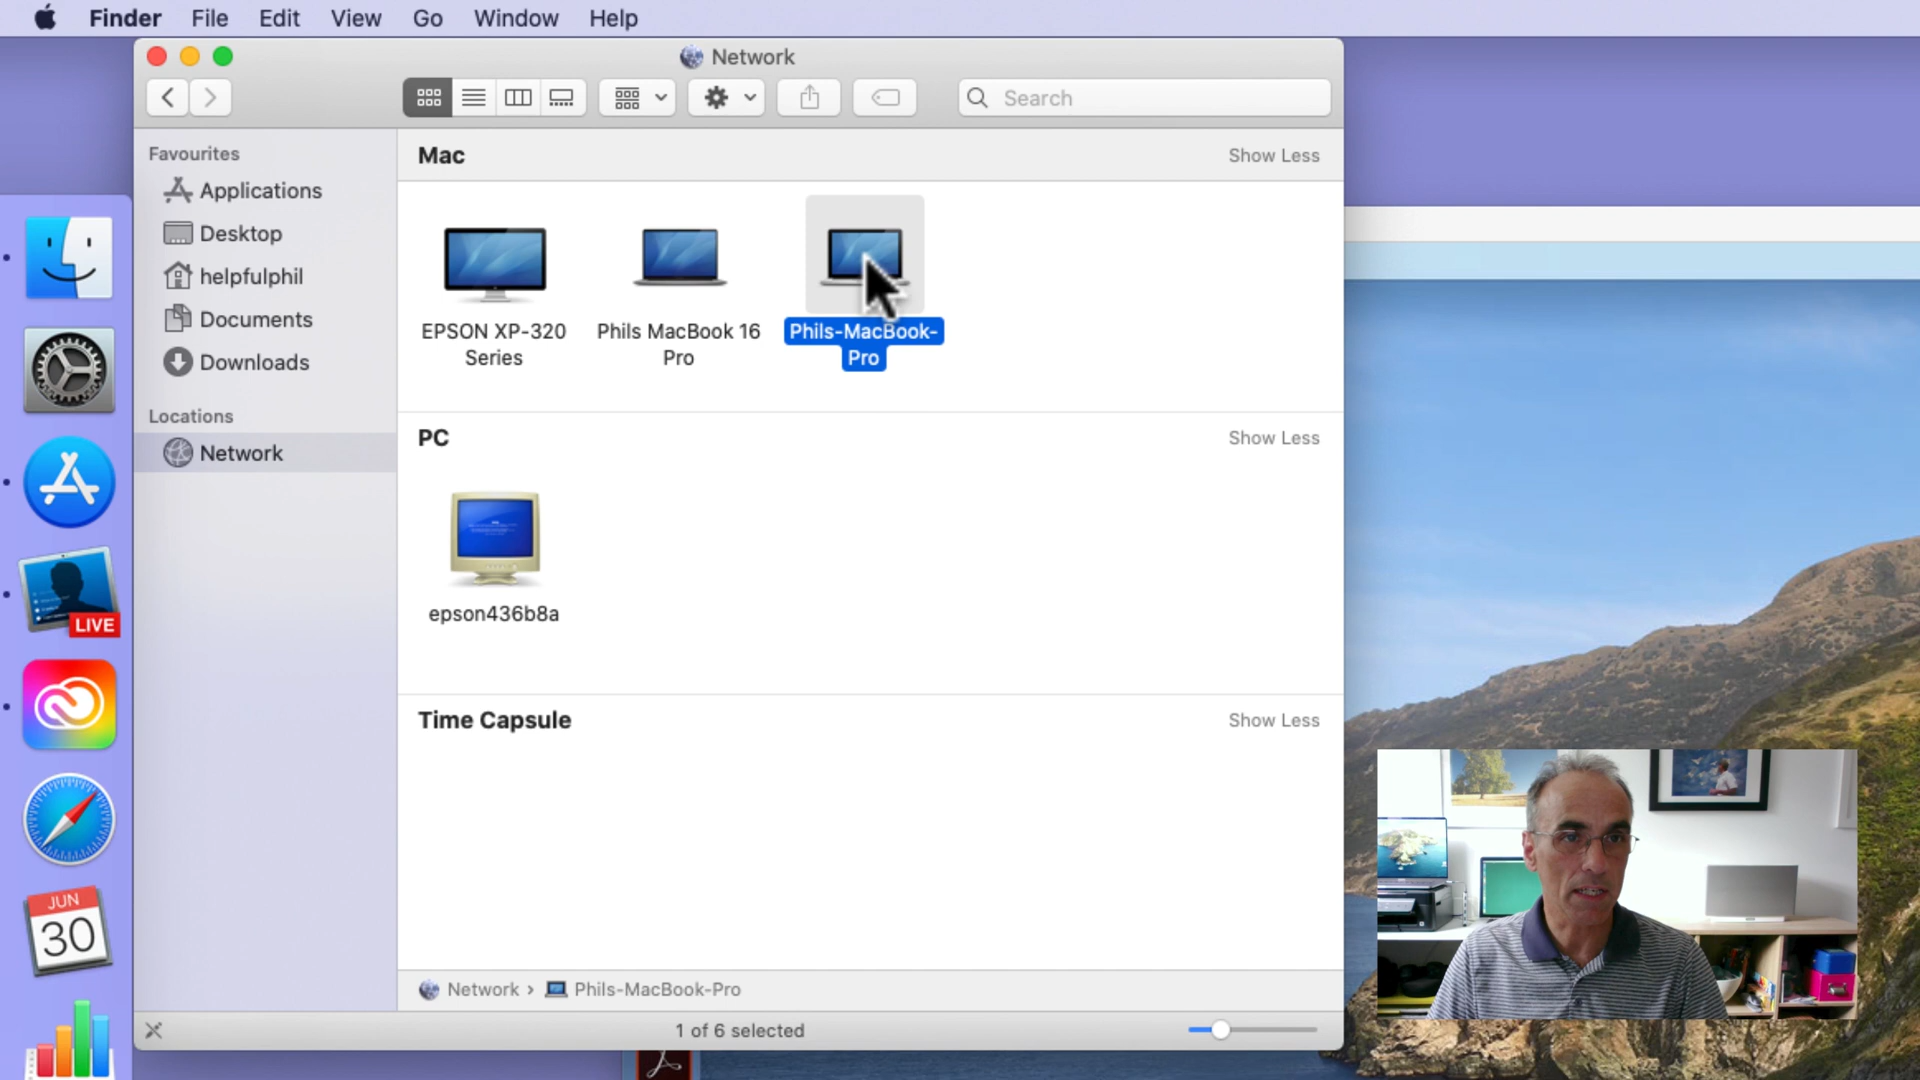 Finder File Edit View Go Window Help
Network
Search
Favourites
Applications
Desktop
helpfulphil
Documents
Downloads
Locations
Network
Mac Show Less
EPSON XP-320
Series
Phils MacBook 16
Pro
Phils-MacBook-
Pro
PC Show Less
epson436b8a
Time Capsule Show Less
Network › Phils-MacBook-Pro
1 of 6 selected
LIVE
JUN
30